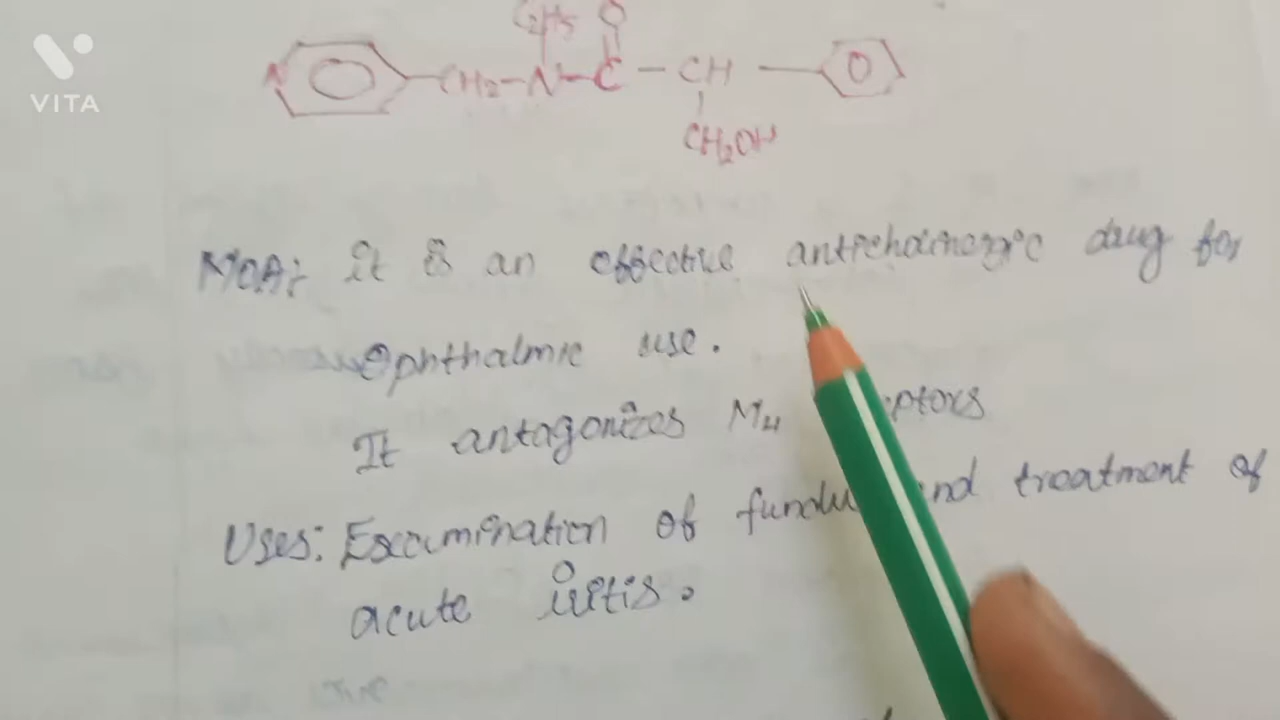 VITA
C2H5 O
N CH2-N-C-CH
CH2OH
MOA: it is an effective anticholinergic drug for
Ophthalmic use.
It antagonizes M4 eptors
Uses: Examination of fundu nd treatment of
acute iritis.